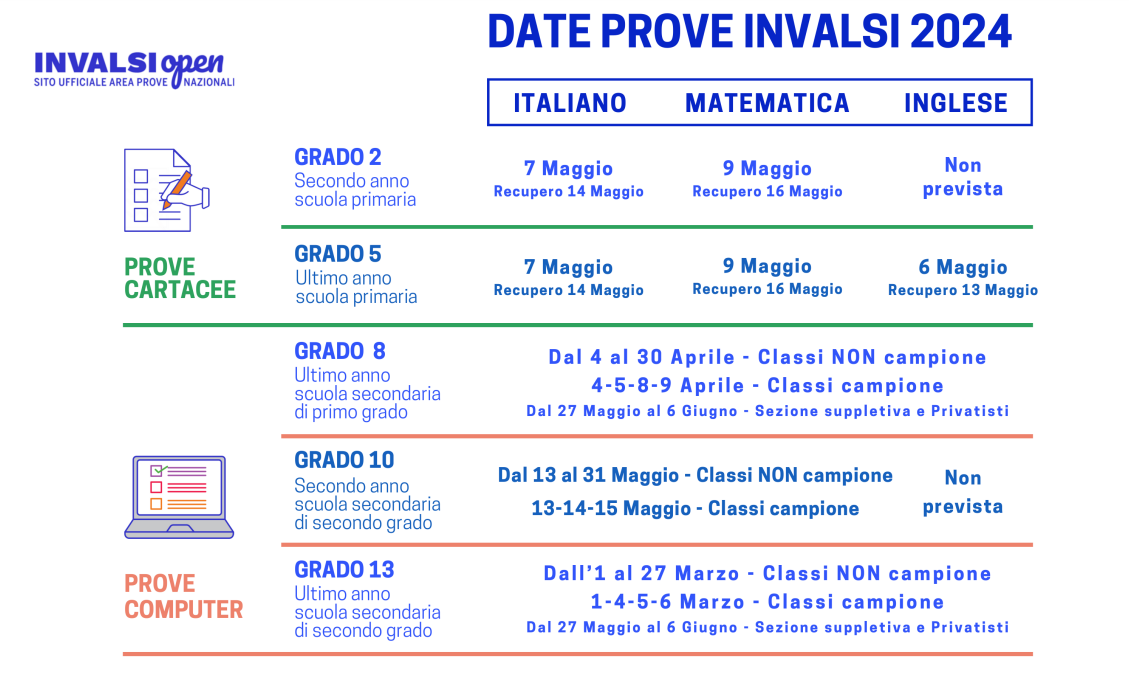 DATE PROVE INVALSI 2024
INVALSI open
SITO UFFICIALE AREA PROVE NAZIONALI
ITALIANO MATEMATICA INGLESE
GRADO 2
Secondo anno
scuola primaria
7 Maggio
Recupero 14 Maggio
9 Maggio
Recupero 16 Maggio
Non
prevista
PROVE
CARTACEE
GRADO 5
Ultimo anno
scuola primaria
7 Maggio
Recupero 14 Maggio
9 Maggio
Recupero 16 Maggio
6 Maggio
Recupero 13 Maggio
GRADO 8
Ultimo anno
scuola secondaria
di primo grado
Dal 4 al 30 Aprile - Classi NON campione
4-5-8-9 Aprile - Classi campione
Dal 27 Maggio al 6 Giugno - Sezione suppletiva e Privatisti
GRADO 10
Secondo anno
scuola secondaria
di secondo grado
Dal 13 al 31 Maggio - Classi NON campione
13-14-15 Maggio - Classi campione
Non
prevista
PROVE
COMPUTER
GRADO 13
Ultimo anno
scuola secondaria
di secondo grado
Dall'1 al 27 Marzo - Classi NON campione
1-4-5-6 Marzo - Classi campione
Dal 27 Maggio al 6 Giugno - Sezione suppletiva e Privatisti